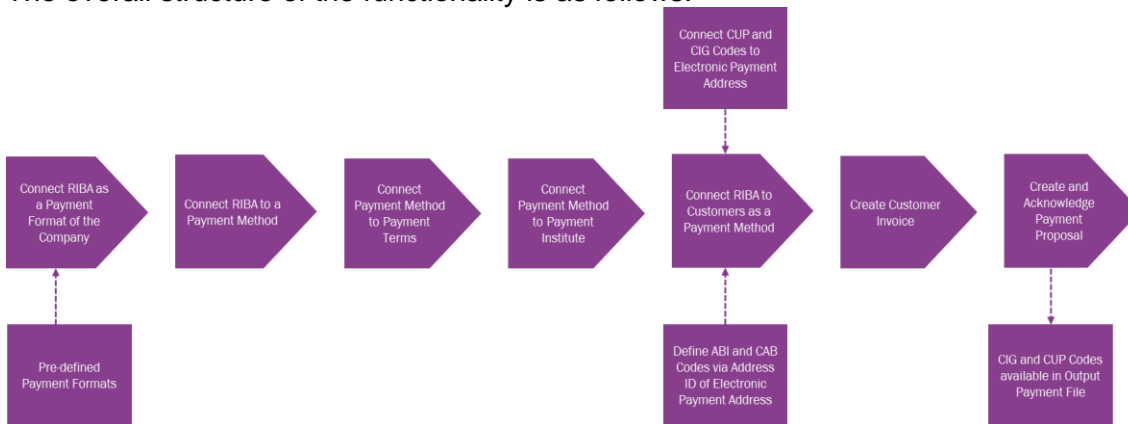 The overall structure of the functionality is as follows:
Connect CUP and
CIG Codes to
Electronic Payment
Address
Connect RIBA as
a Payment
Format of the
Company
Connect RIBA to a
Payment Method
Connect
Payment Method
to Payment
Terms
Connect
Payment Method
to Payment
Institute
Connect RIBA to
Customers as a
Payment Method
Create Customer
Invoice
Create and
Acknowledge
Payment
Proposal
Pre-defined
Payment Formats
Define ABI and CAB
Codes via Address
ID of Electronic
Payment Address
CIG and CUP Codes
available in Output
Payment File